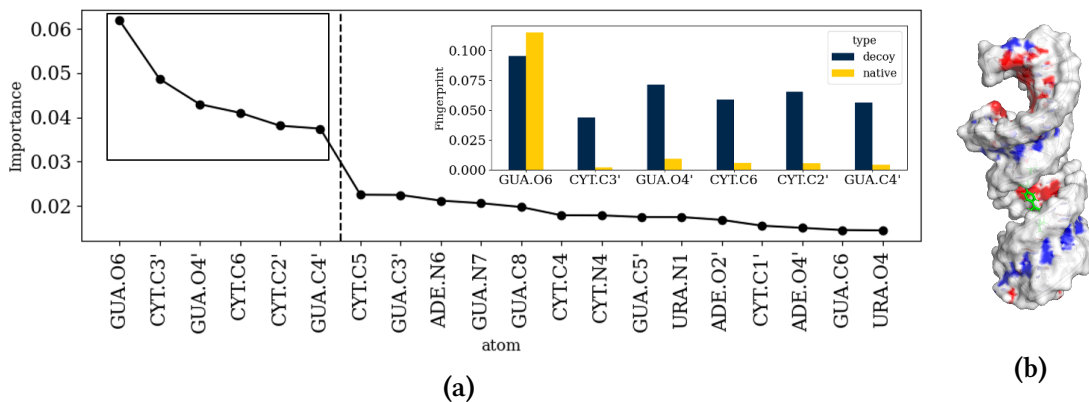 0.06
0.05
0.04
0.03
0.02
Importance
0.100
0.075
0.050
0.025
0.000
Fingerprint
type
decoy
native
GUA.O6 CYT.C3' GUA.O4' CYT.C6 CYT.C2' GUA.C4'
GUA.O6
CYT.C3'
GUA.O4'
CYT.C6
CYT.C2'
GUA.C4'
CYT.C5
GUA.C3'
ADE.N6
GUA.N7
GUA.C8
CYT.C4
CYT.N4
GUA.C5'
URA.N1
ADE.O2'
CYT.C1'
ADE.O4'
GUA.C6
URA.O4
atom
(a)
(b)